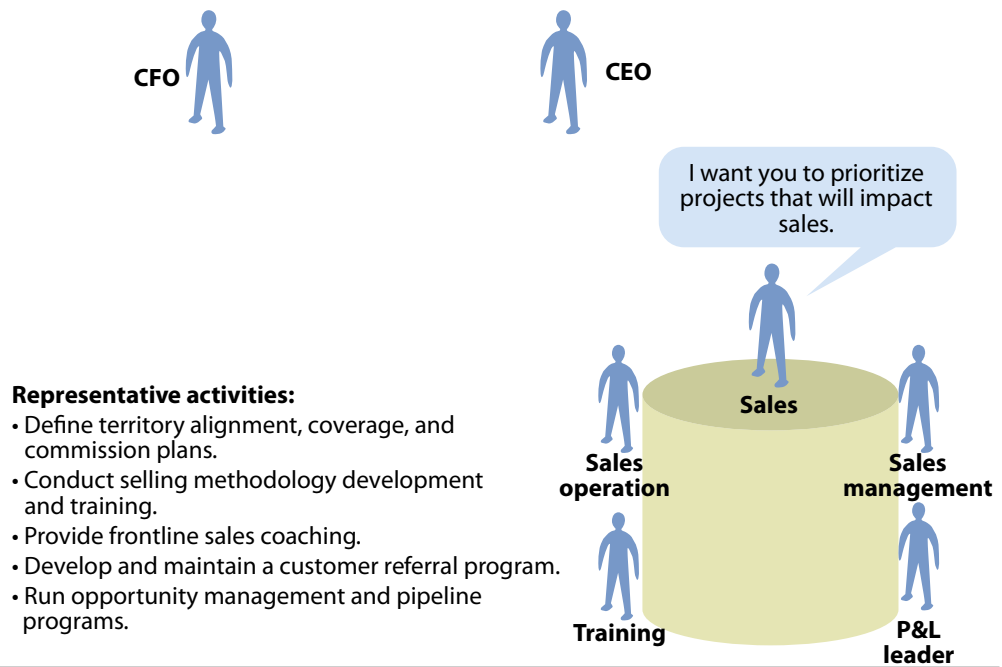 CFO
CEO
I want you to prioritize
projects that will impact
sales.
Representative activities:
• Define territory alignment, coverage, and
commission plans.
• Conduct selling methodology development
and training.
• Provide frontline sales coaching.
• Develop and maintain a customer referral program.
• Run opportunity management and pipeline
programs.
Sales
Sales
operation
Sales
management
Training
P&L
leader